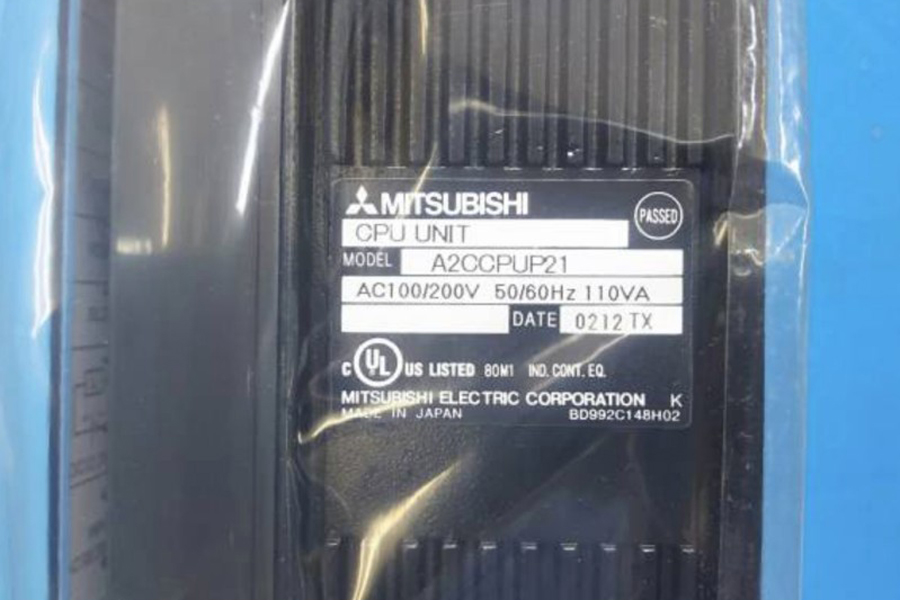 MITSUBISHI
PASSED
CPU UNIT
MODEL A2CCPUP21
AC100/200V 50/60Hz 110VA
DATE 0212 TX
C UL US LISTED 80M1 IND. CONT. EQ.
MITSUBISHI ELECTRIC CORPORATION K
MADE IN JAPAN BD992C148H02